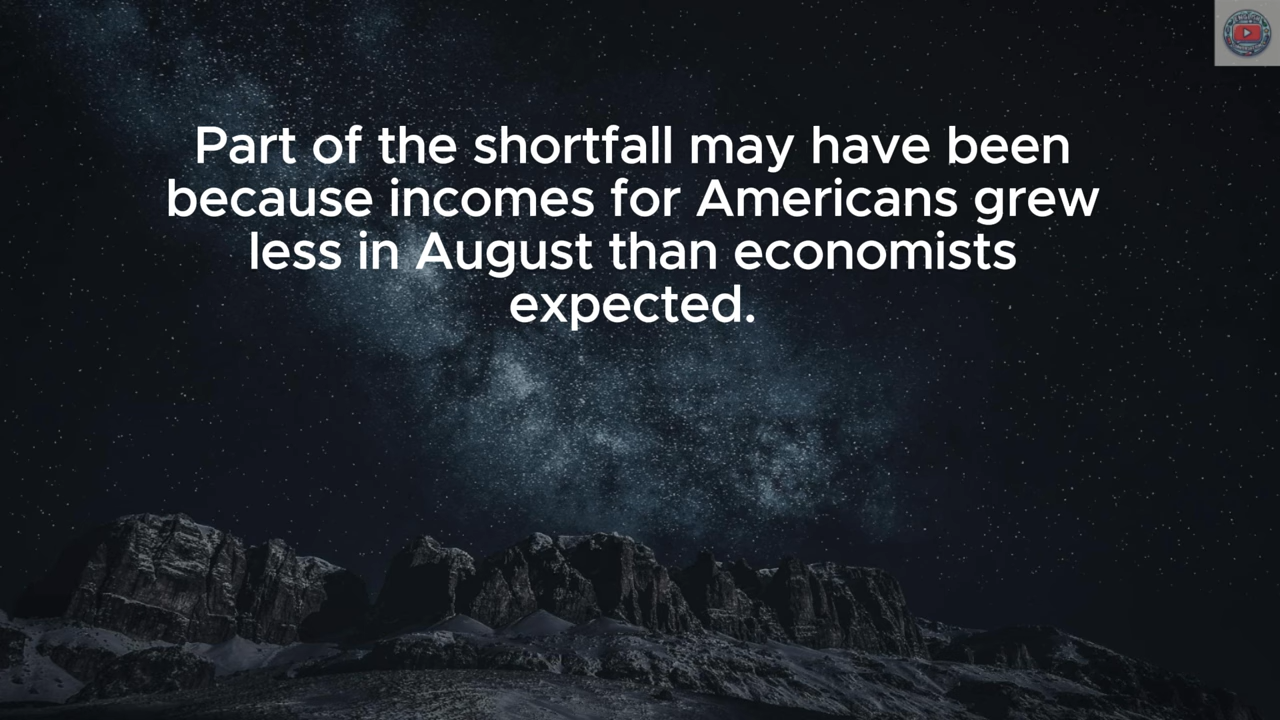 Part of the shortfall may have been
because incomes for Americans grew
less in August than economists
expected.